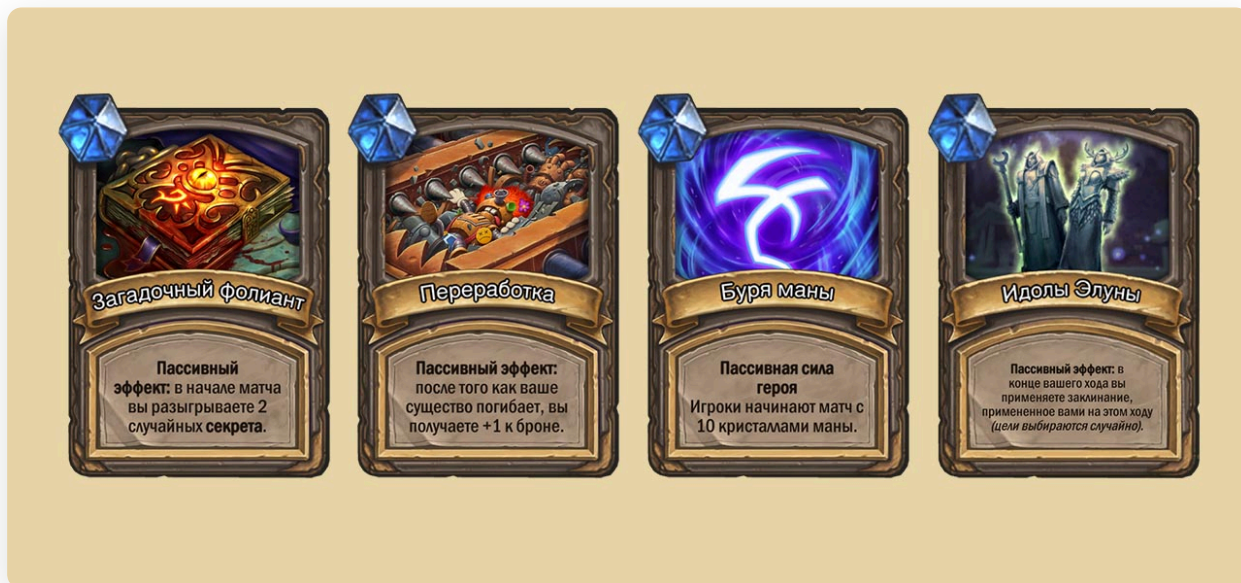 Загадочный фолиант
Пассивный
эффект: в начале матча
вы разыгрываете 2
случайных секрета.
Переработка
Пассивный эффект:
после того как ваше
существо погибает, вы
получаете +1 к броне.
Буря маны
Пассивная сила
героя
Игроки начинают матч с
10 кристаллами маны.
Идолы Элуны
Пассивный эффект: в
конце вашего хода вы
применяете заклинание,
примененное вами на этом ходу
(цели выбираются случайно).